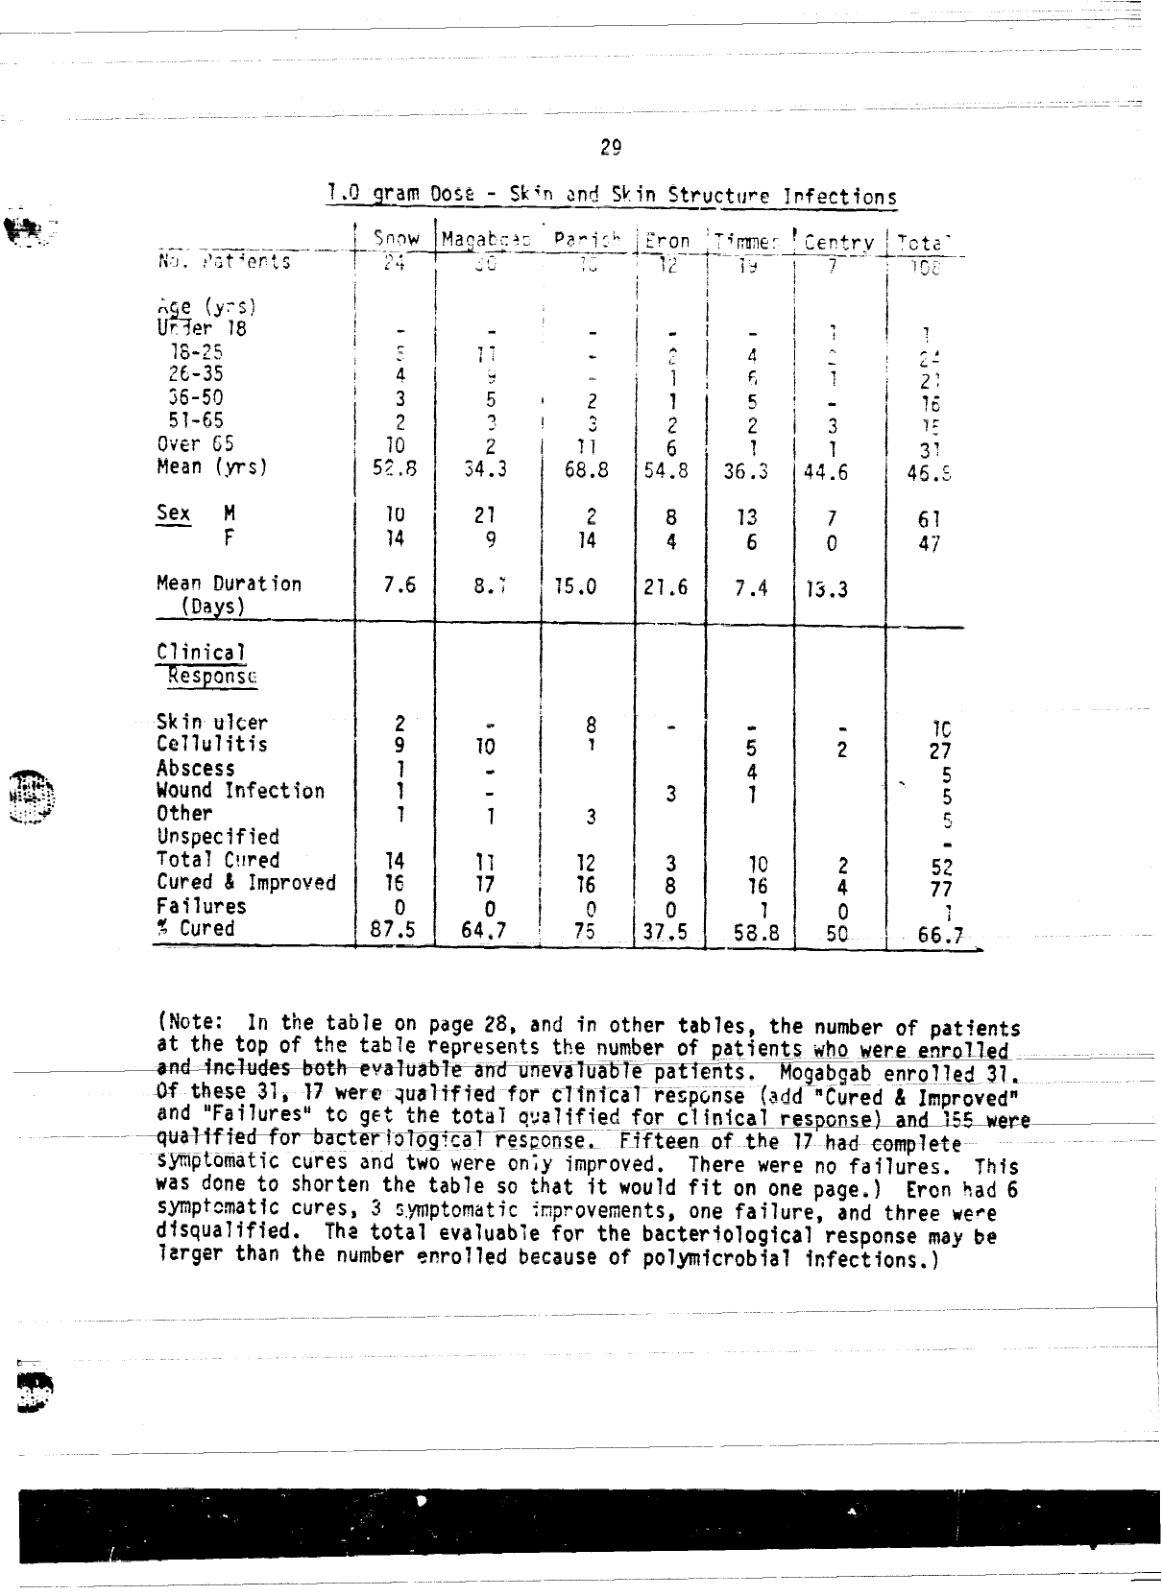 29
1.0 gram Dose - Skin and Skin Structure Infections
Snow Magabgab Parish Eron Timmer Centry Total
No. Patients 24 30 16 12 19 7 108
Age (yrs)
Under 18 - - - - - 1 1
18-25 5 11 - 2 4 2 24
26-35 4 9 - 1 6 1 21
36-50 3 5 2 1 5 - 16
51-65 2 3 3 2 2 3 15
Over 65 10 2 11 6 1 1 31
Mean (yrs) 52.8 34.3 68.8 54.8 36.3 44.6 46.
Sex M 10 21 2 8 13 7 61
F 14 9 14 4 6 0 47
Mean Duration 7.6 8. 15.0 21.6 7.4 13.3
(Days)
Clinical
Response
Skin ulcer 2 - 8 - - - 10
Cellulitis 9 10 1 5 2 27
Abscess 1 - 4 5
Wound Infection 1 - 3 1 5
Other 1 1 3 5
Unspecified -
Total Cured 14 11 12 3 10 2 52
Cured & Improved 16 17 16 8 16 4 77
Failures 0 0 0 0 1 0 1
% Cured 87.5 64.7 75 37.5 58.8 50 66.7
(Note: In the table on page 28, and in other tables, the number of patients
at the top of the table represents the number of patients who were enrolled
and includes both evaluable and unevaluable patients. Mogabgab enrolled 31.
Of these 31, 17 were qualified for clinical response (add "Cured & Improved"
and "Failures" to get the total qualified for clinical response) and 155 were
qualified for bacteriological response. Fifteen of the 17 had complete
symptomatic cures and two were only improved. There were no failures. This
was done to shorten the table so that it would fit on one page.) Eron had 6
symptomatic cures, 3 symptomatic improvements, one failure, and three were
disqualified. The total evaluable for the bacteriological response may be
larger than the number enrolled because of polymicrobial infections.)